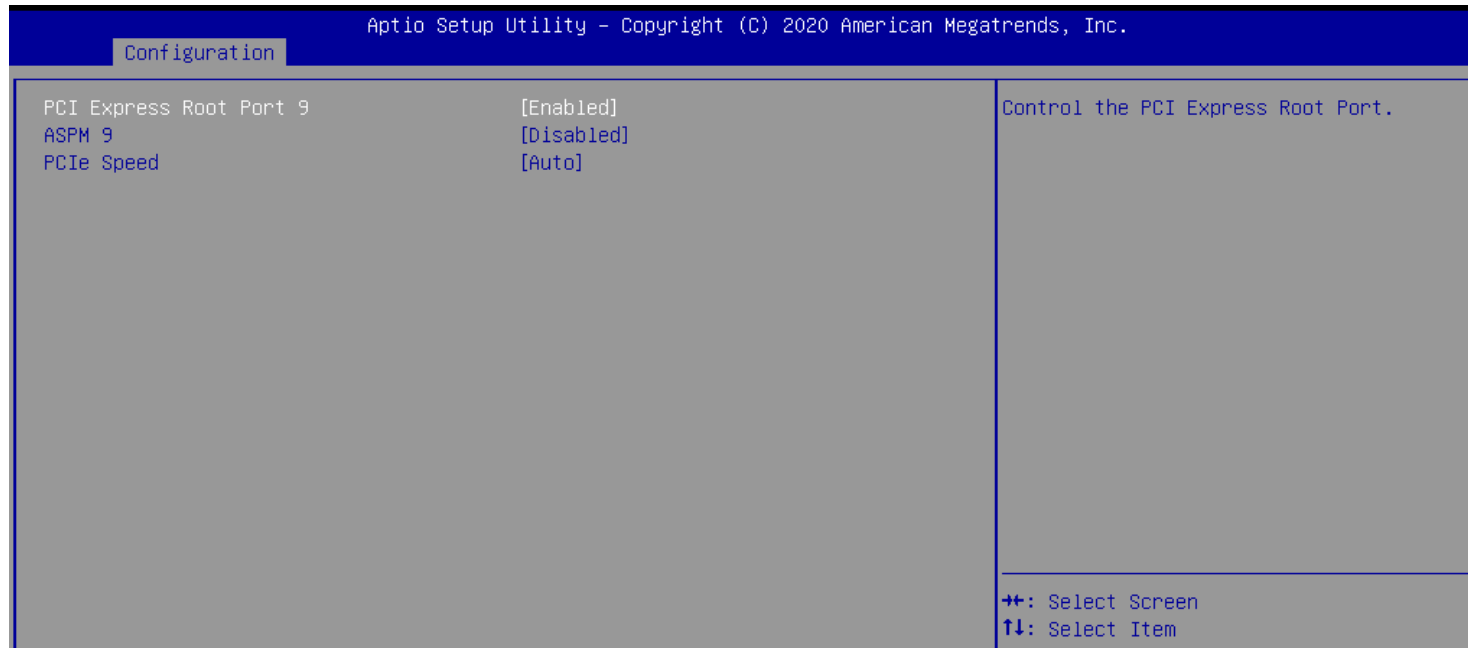 Aptio Setup Utility – Copyright (C) 2020 American Megatrends, Inc.
Configuration
PCI Express Root Port 9 [Enabled]
ASPM 9 [Disabled]
PCIe Speed [Auto]
Control the PCI Express Root Port.
→←: Select Screen
↑↓: Select Item